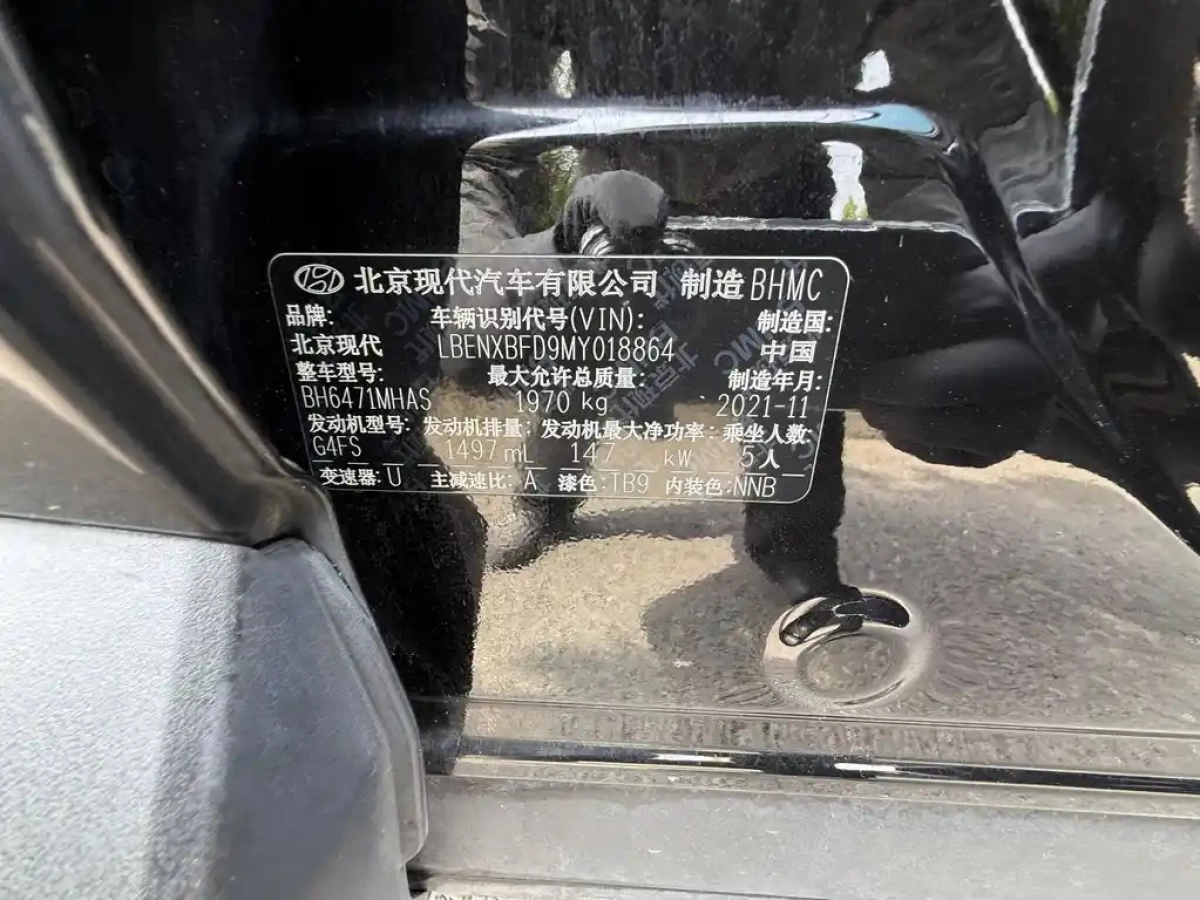 北京现代汽车有限公司 制造 BHMC
品牌: 车辆识别代号(VIN): 制造国:
北京现代 LBENXBFD9MY018864 中国
整车型号: 最大允许总质量: 制造年月:
BH6471MHAS 1970 kg 2021-11
发动机型号: 发动机排量: 发动机最大净功率: 乘坐人数:
G4FS 1497 mL 147 kW 5人
变速器: U 主减速比: A 漆色: TB9 内装色: NNB